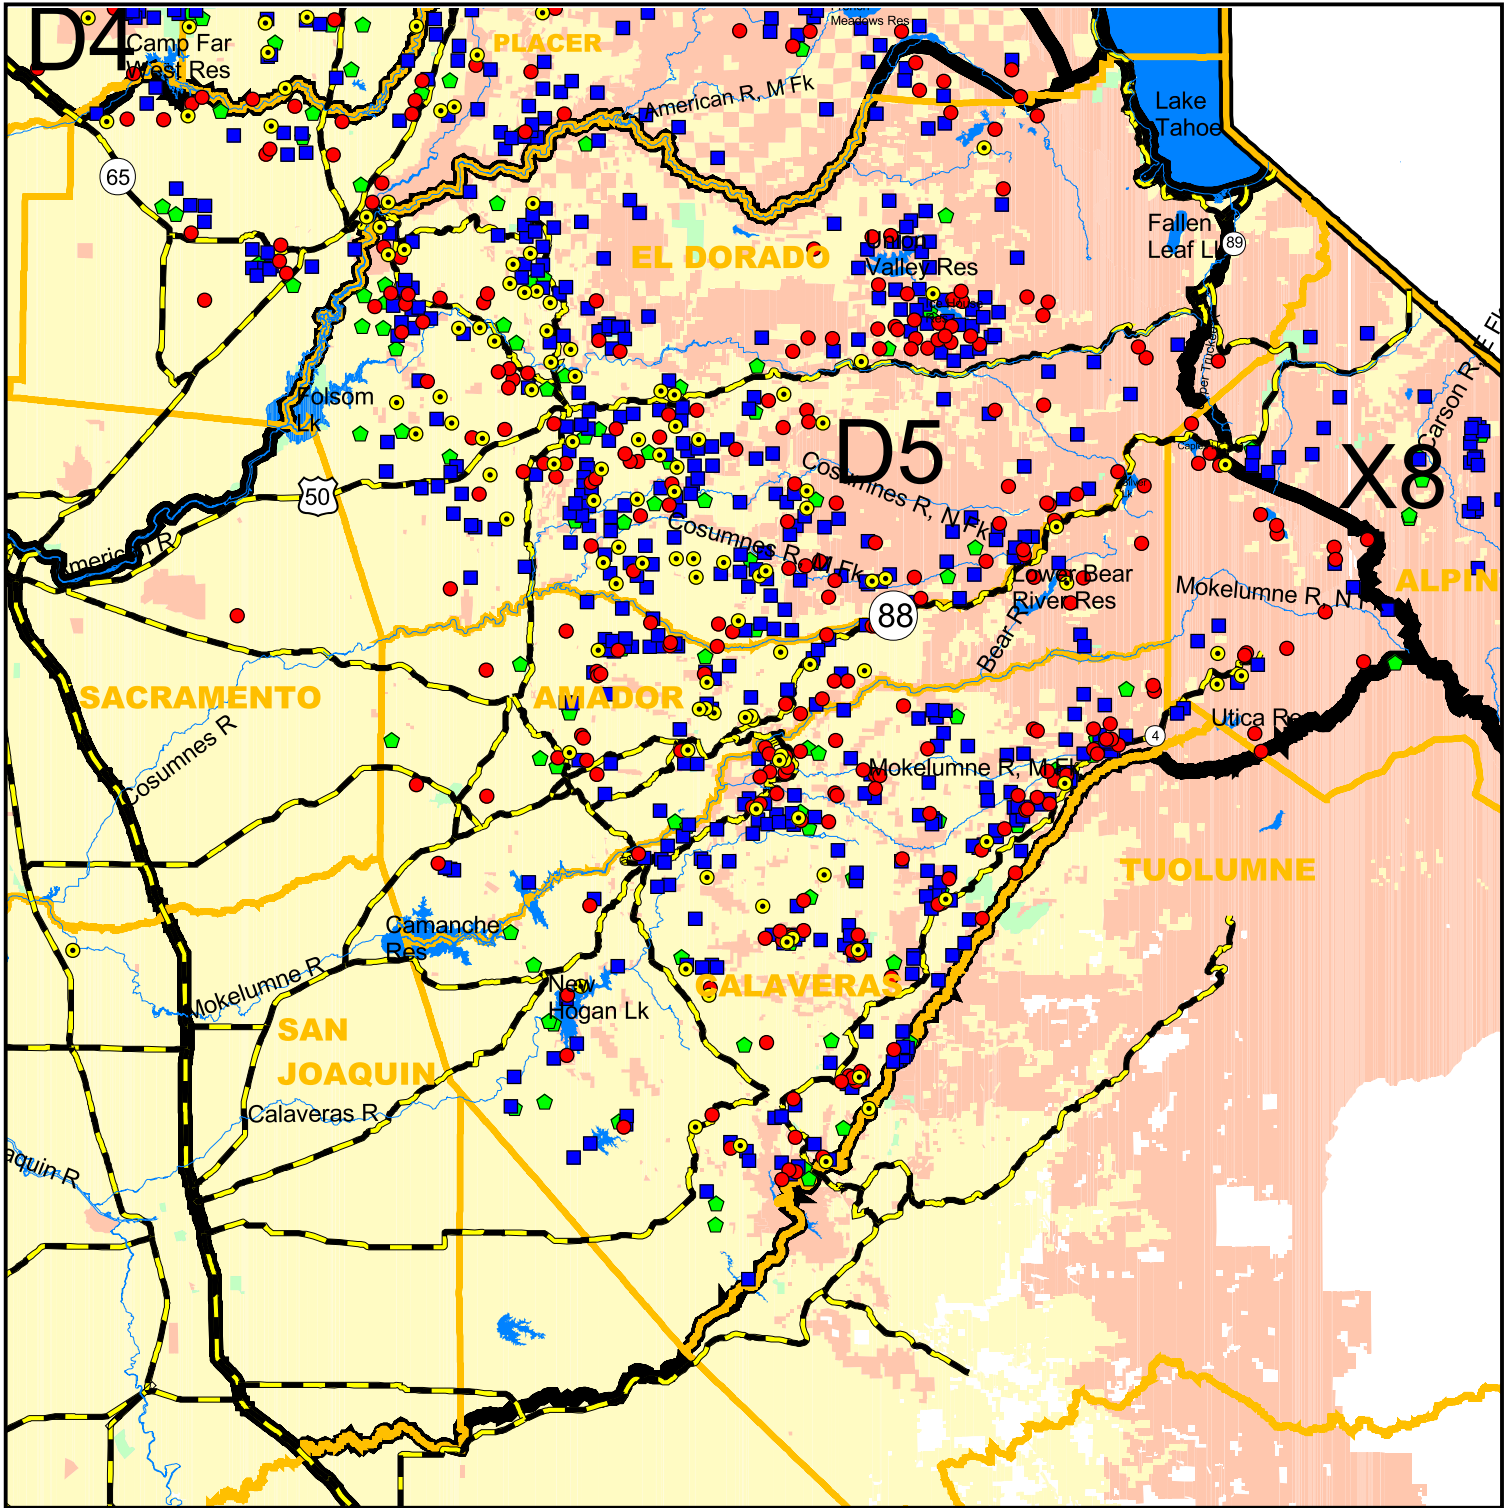 D4
Camp Far
West Res
PLACER
Meadows Res
American R, M Fk
Lake
Tahoe
65
Fallen
Leaf Lk
89
EL DORADO
Union
Valley Res
Folsom
Lk
D5
X8
Carson R, E Fk
50
Cosumnes R, N Fk
Cosumnes R, M Fk
American R
Lower Bear
River Res
ALPIN
Mokelumne R, N Fk
88
Bear R
SACRAMENTO
AMADOR
Utica Res
4
Cosumnes R
Mokelumne R, M Fk
TUOLUMNE
Camanche
Res
Mokelumne R
New
Hogan Lk
CALAVERAS
SAN
JOAQUIN
Calaveras R
aquin R